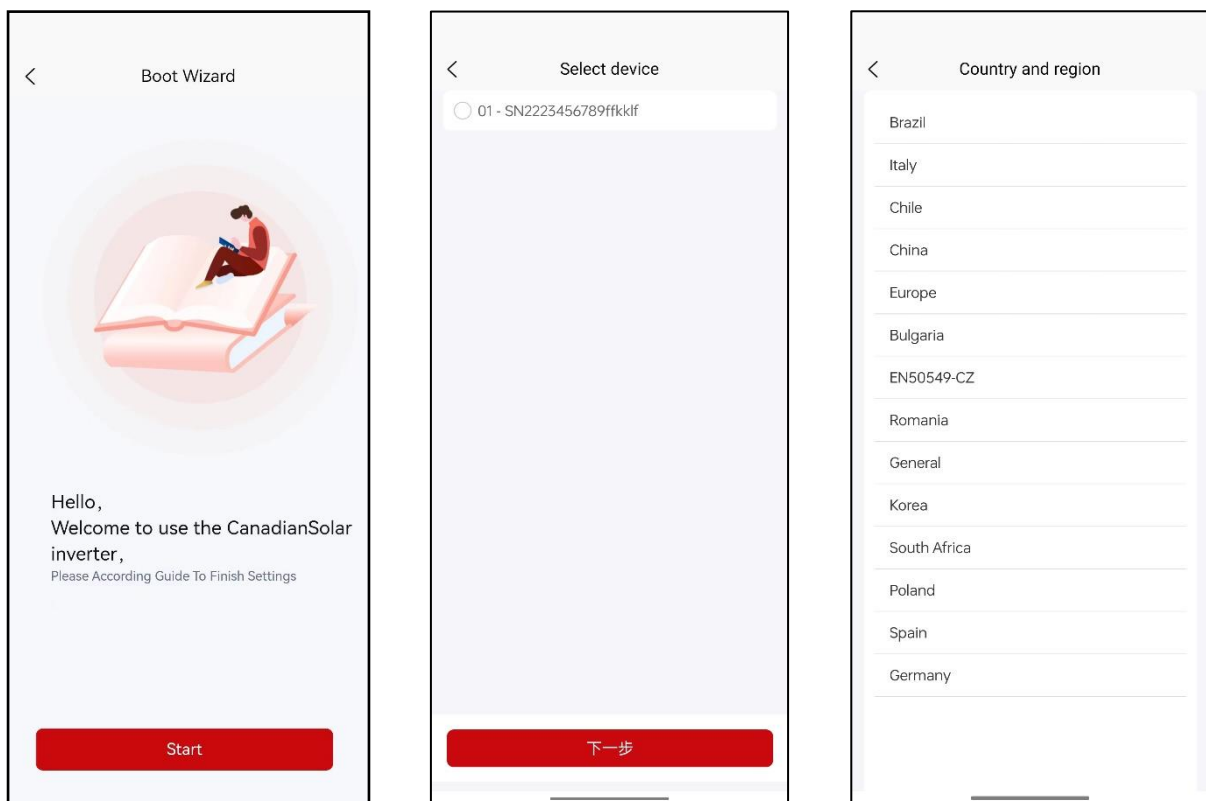 Boot Wizard
Hello,
Welcome to use the CanadianSolar
inverter,
Please According Guide To Finish Settings
Start
Select device
01 - SN2223456789ffkklf
下一步
Country and region
Brazil
Italy
Chile
China
Europe
Bulgaria
EN50549-CZ
Romania
General
Korea
South Africa
Poland
Spain
Germany